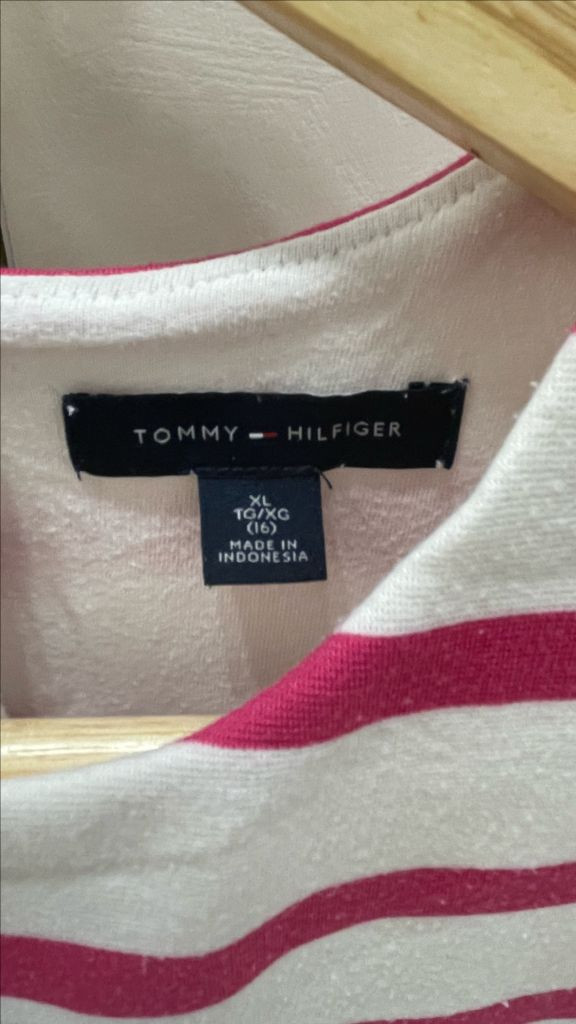 TOMMY HILFIGER
XL
TG/XG
(16)
MADE IN
INDONESIA